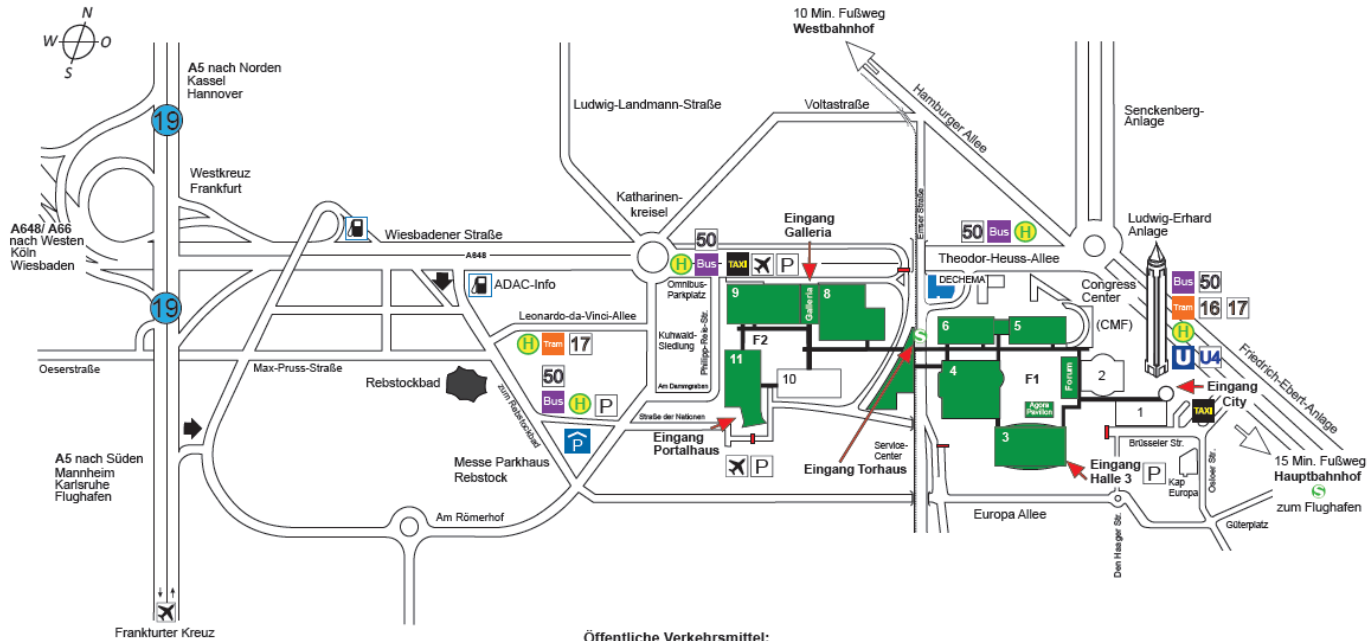 N
W
O
S
A5 nach Norden
Kassel
Hannover
19
Westkreuz
Frankfurt
A648/ A66
nach Westen
Köln
Wiesbaden
19
Oeserstraße
A5 nach Süden
Mannheim
Karlsruhe
Flughafen
Frankfurter Kreuz
Wiesbadener Straße
A648
ADAC-Info
Leonardo-da-Vinci-Allee
H Tram 17
50
Bus H P
Max-Pruss-Straße
Rebstockbad
zum Rebstockbad
P
Messe Parkhaus
Rebstock
Am Römerhof
Ludwig-Landmann-Straße
Voltastraße
Katharinen-
kreisel
50
H Bus TAXI P
Omnibus-
Parkplatz
Kuhwald-
Siedlung
Philipp-Reis-Str.
Am Dammgraben
Straße der Nationen
Eingang
Galleria
9
Galleria
8
F2
11
10
Eingang
Portalhaus
P
10 Min. Fußweg
Westbahnhof
Hamburger Allee
Emser Straße
Senckenberg-
Anlage
50 Bus H
Theodor-Heuss-Allee
DECHEMA
S
6
5
4
F1
Forum
2
Agora
Pavilion
3
1
Service-
Center
Eingang Torhaus
Eingang
Halle 3
Europa Allee
Congress
Center
(CMF)
Ludwig-Erhard
Anlage
Bus 50
Tram 16 17
H
U U4
Friedrich-Ebert-Anlage
Eingang
City
TAXI
Brüsseler Str.
P
Kap
Europa
Osloer Str.
Den Haager Str.
Güterplatz
15 Min. Fußweg
Hauptbahnhof
S
zum Flughafen
Öffentliche Verkehrsmittel: